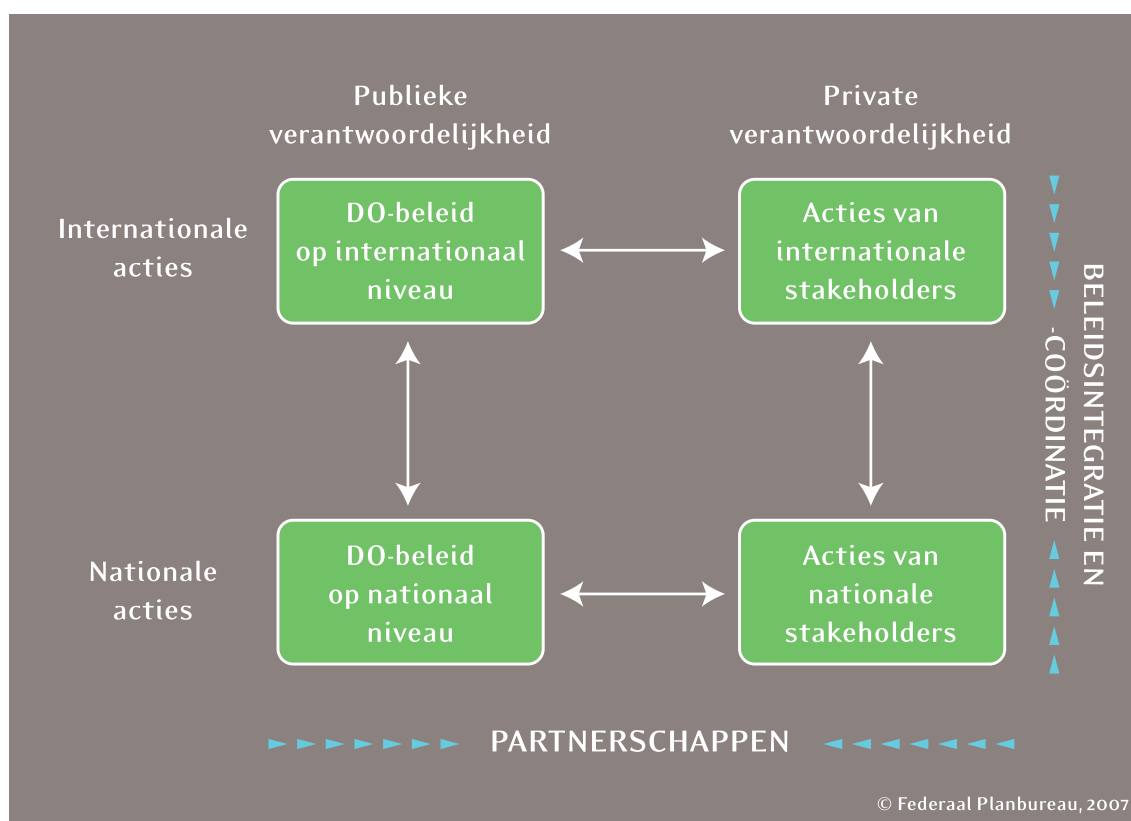 Publieke
verantwoordelijkheid
Private
verantwoordelijkheid
Internationale
acties
DO-beleid
op internationaal
niveau
Acties van
internationale
stakeholders
BELEIDSINTEGRATIE EN
-COÖRDINATIE
Nationale
acties
DO-beleid
op nationaal
niveau
Acties van
nationale
stakeholders
PARTNERSCHAPPEN
© Federaal Planbureau, 2007